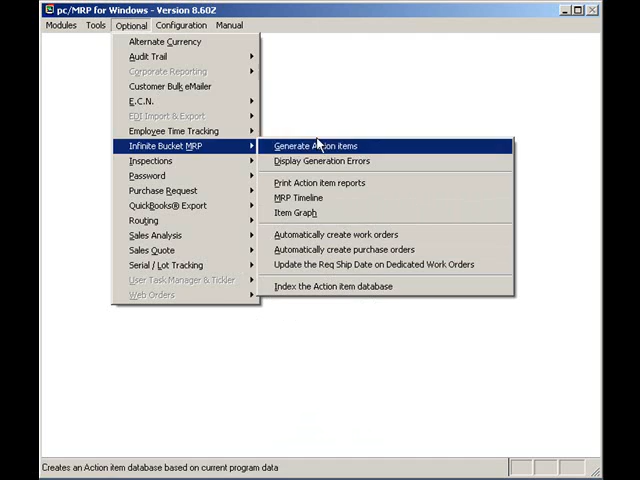 pc/MRP for Windows - Version 8.602
Modules Tools Optional Configuration Manual
Alternate Currency
Audit Trail
Corporate Reporting
Customer Bulk eMailer
E.C.N.
EDI Import & Export
Employee Time Tracking
Infinite Bucket MRP
Inspections
Password
Purchase Request
QuickBooks® Export
Routing
Sales Analysis
Sales Quote
Serial / Lot Tracking
User Task Manager & Tickler
Web Orders
Generate Action items
Display Generation Errors
Print Action item reports
MRP Timeline
Item Graph
Automatically create work orders
Automatically create purchase orders
Update the Req Ship Date on Dedicated Work Orders
Index the Action item database
Creates an Action item database based on current program data